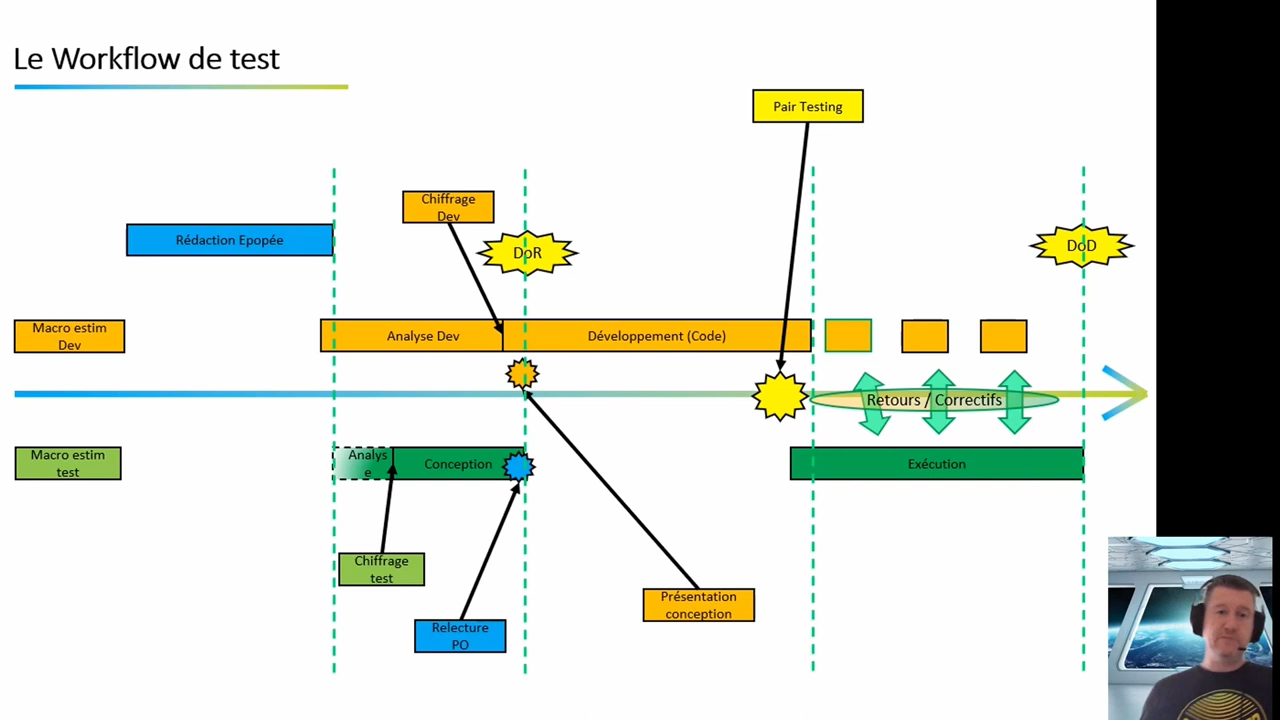 Le Workflow de test
Pair Testing
Chiffrage
Dev
Rédaction Epopée
DoR
DoD
Macro estim
Dev
Analyse Dev
Développement (Code)
Retours / Correctifs
Macro estim
test
Analys
e
Conception
Exécution
Chiffrage
test
Présentation
conception
Relecture
PO